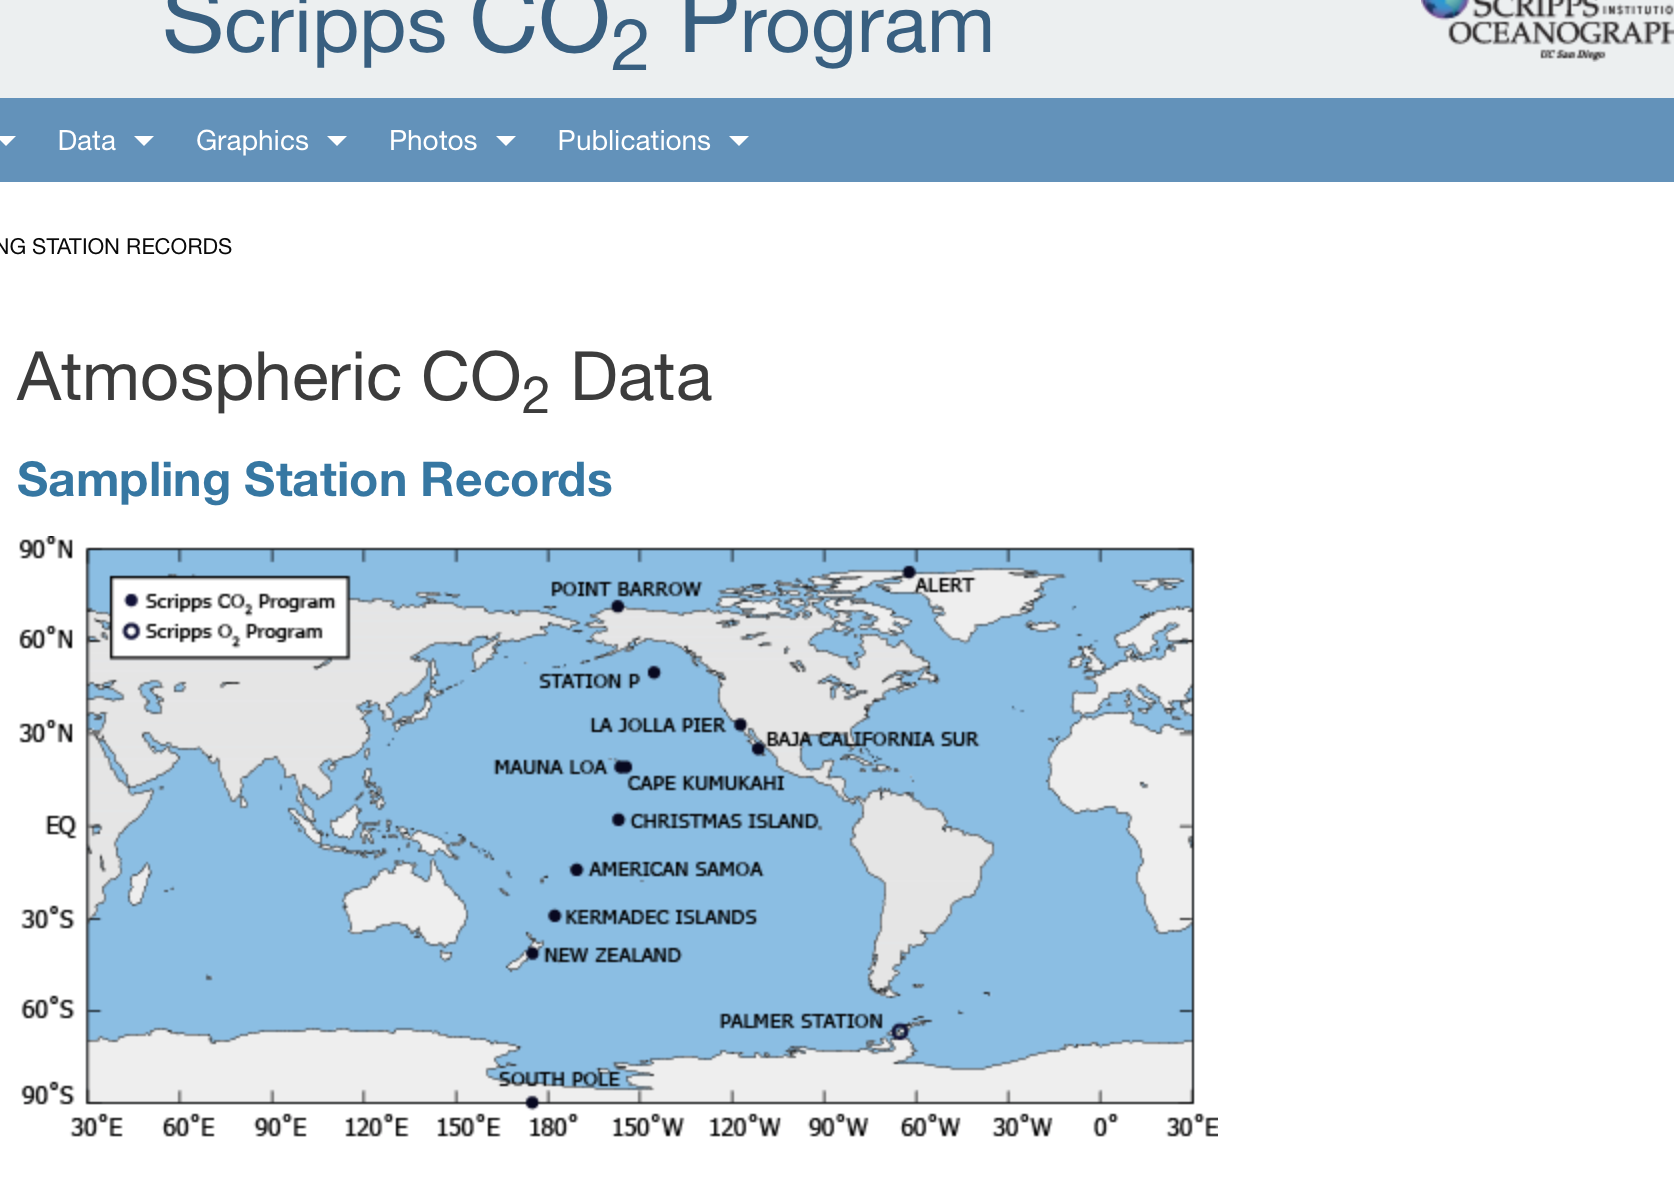 Scripps CO₂ Program
SCRIPPS INSTITUTIO
OCEANOGRAPH
UC San Diego
Data
Graphics
Photos
Publications
NG STATION RECORDS
Atmospheric CO₂ Data
Sampling Station Records
90°N
60°N
30°N
EQ
30°S
60°S
90°S
Scripps CO₂ Program
Scripps O₂ Program
POINT BARROW
ALERT
STATION P
LA JOLLA PIER
BAJA CALIFORNIA SUR
MAUNA LOA
CAPE KUMUKAHI
CHRISTMAS ISLAND
AMERICAN SAMOA
KERMADEC ISLANDS
NEW ZEALAND
PALMER STATION
SOUTH POLE
30°E 60°E 90°E 120°E 150°E 180° 150°W 120°W 90°W 60°W 30°W 0° 30°E